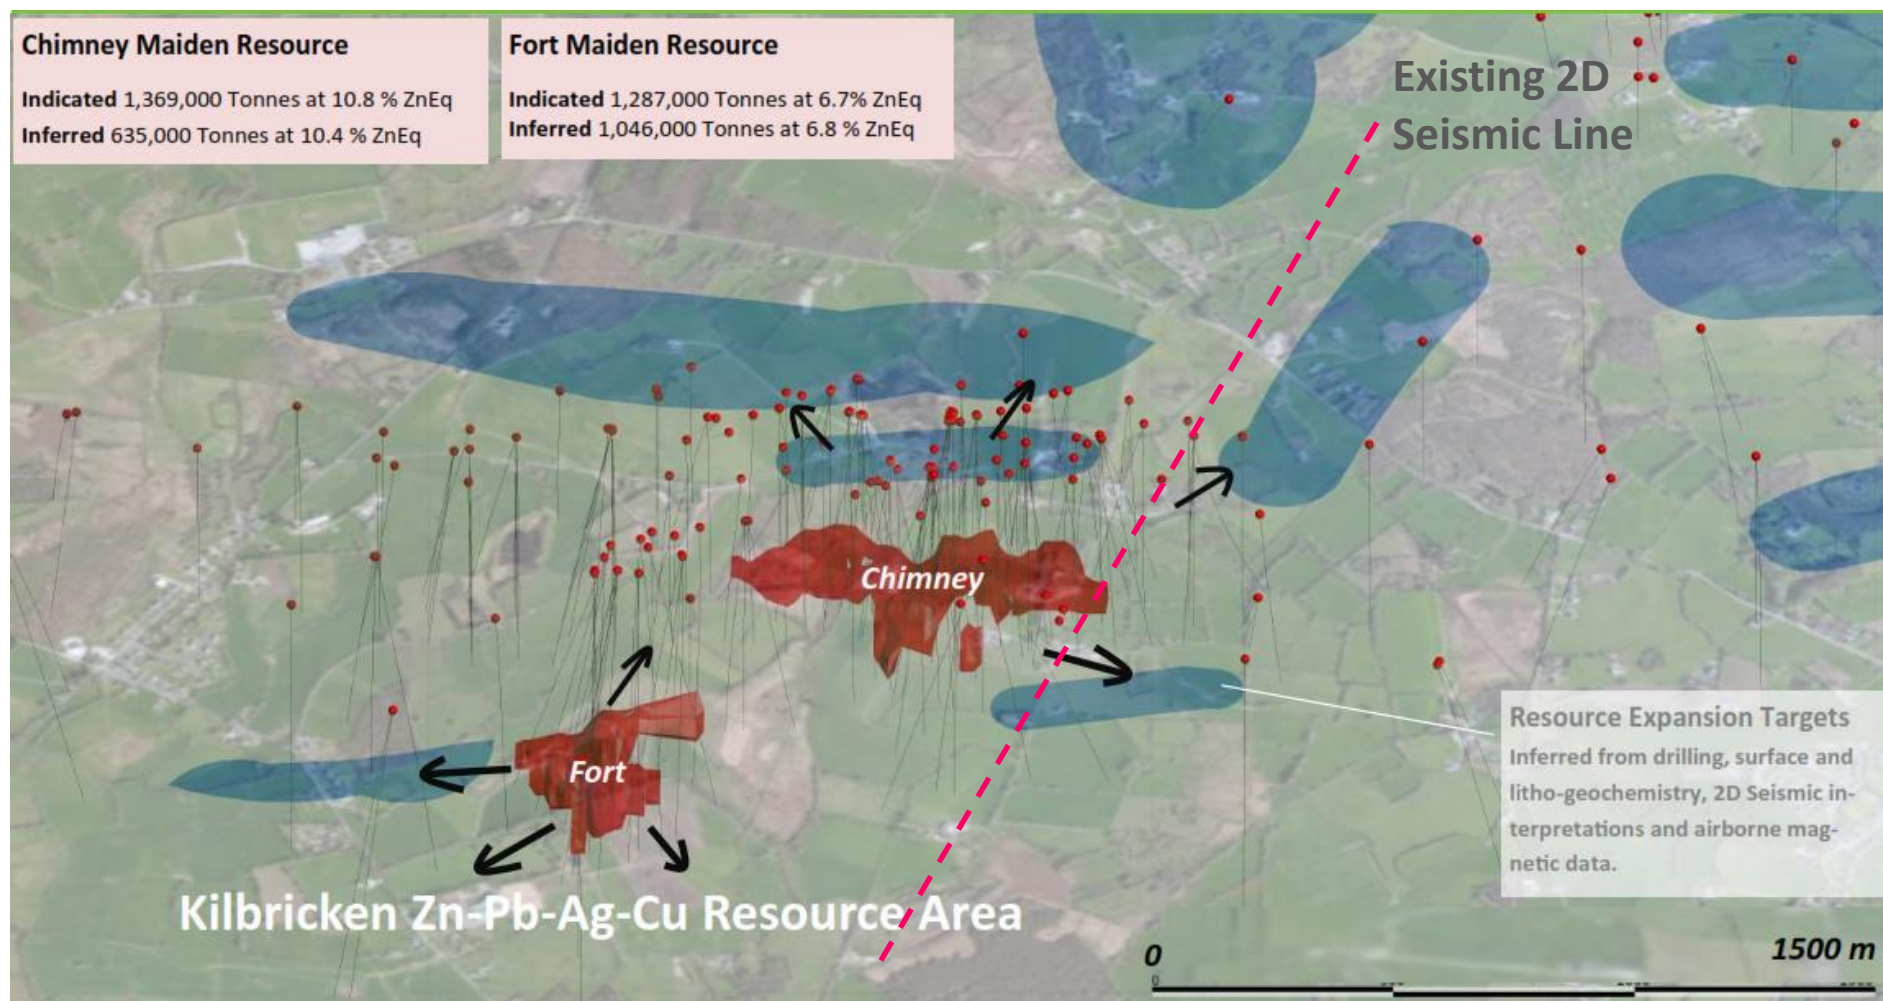 Chimney Maiden Resource
Indicated 1,369,000 Tonnes at 10.8 % ZnEq
Inferred 635,000 Tonnes at 10.4 % ZnEq
Fort Maiden Resource
Indicated 1,287,000 Tonnes at 6.7% ZnEq
Inferred 1,046,000 Tonnes at 6.8 % ZnEq
Existing 2D
Seismic Line
Chimney
Fort
Resource Expansion Targets
Inferred from drilling, surface and
litho-geochemistry, 2D Seismic in-
terpretations and airborne mag-
netic data.
Kilbricken Zn-Pb-Ag-Cu Resource Area
0
1500 m
0